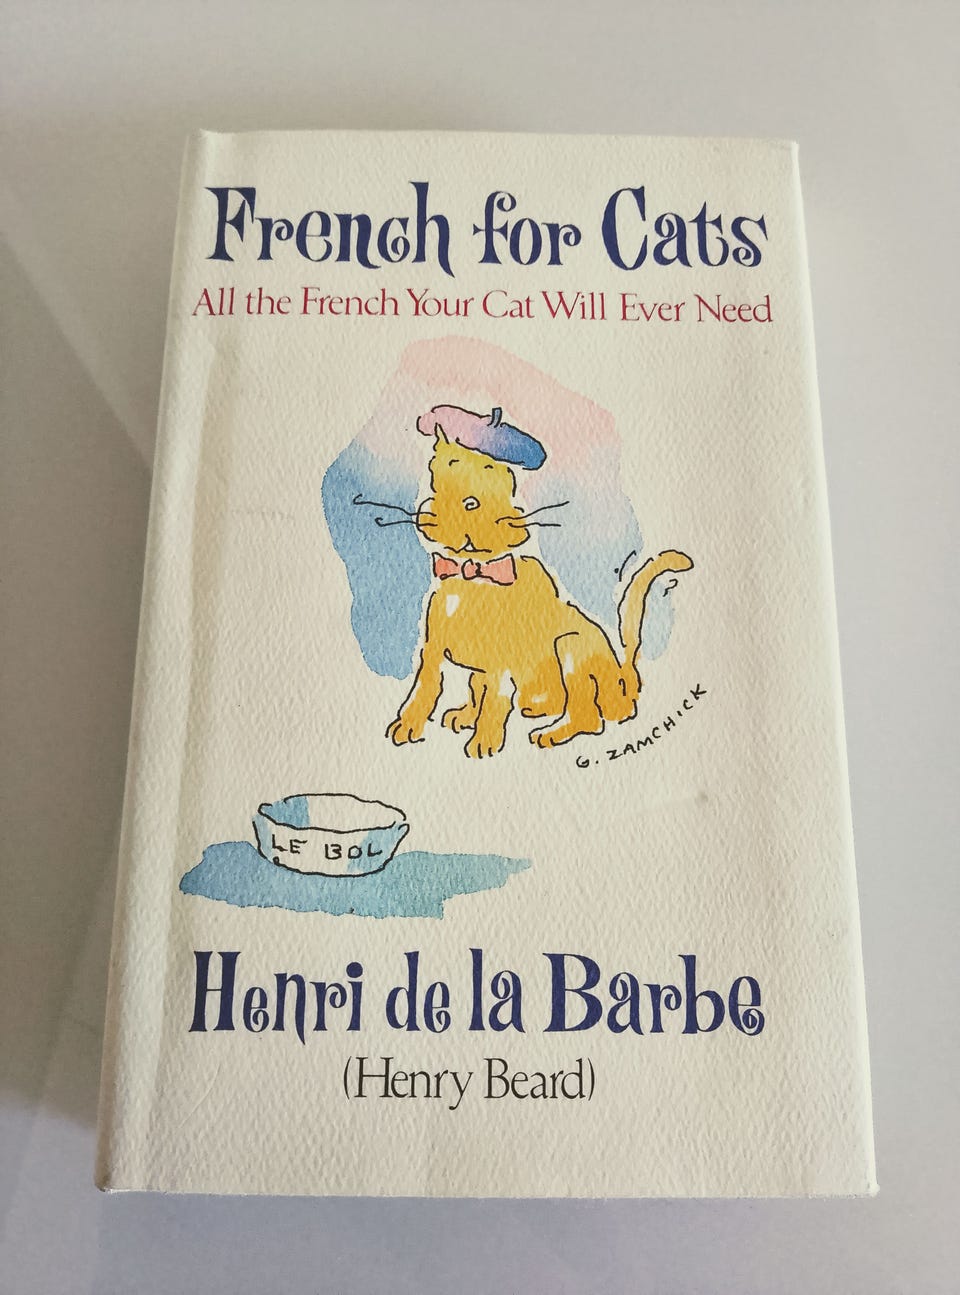 French for Cats
All the French Your Cat Will Ever Need
G. ZAMCHICK
LE BOL
Henri de la Barbe
(Henry Beard)